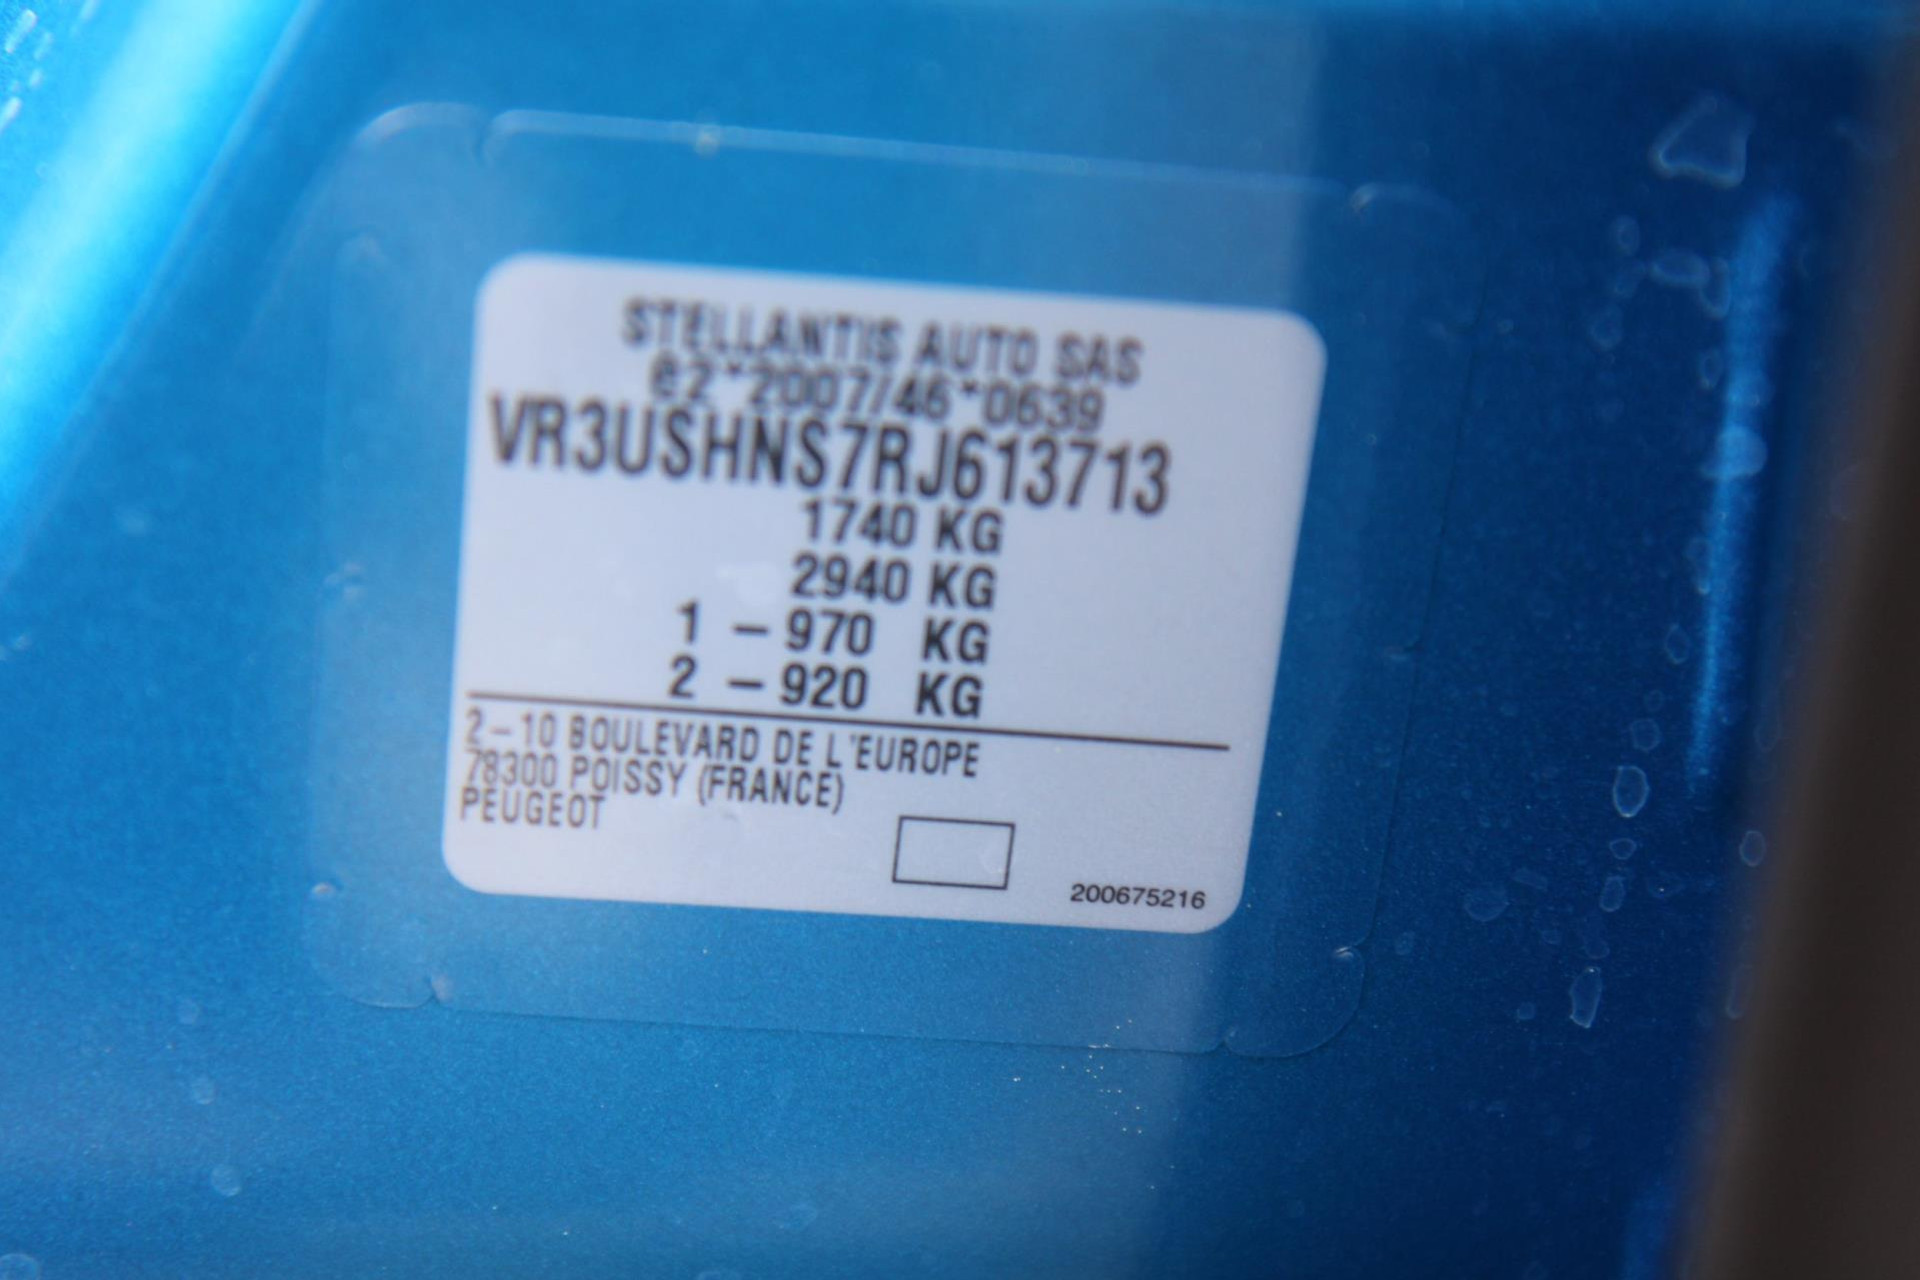 STELLANTIS AUTO SAS
e2*2007/46*0639
VR3USHNS7RJ613713
1740 KG
2940 KG
1 – 970 KG
2 – 920 KG
2 – 10 BOULEVARD DE L'EUROPE
78300 POISSY (FRANCE)
PEUGEOT
200675216